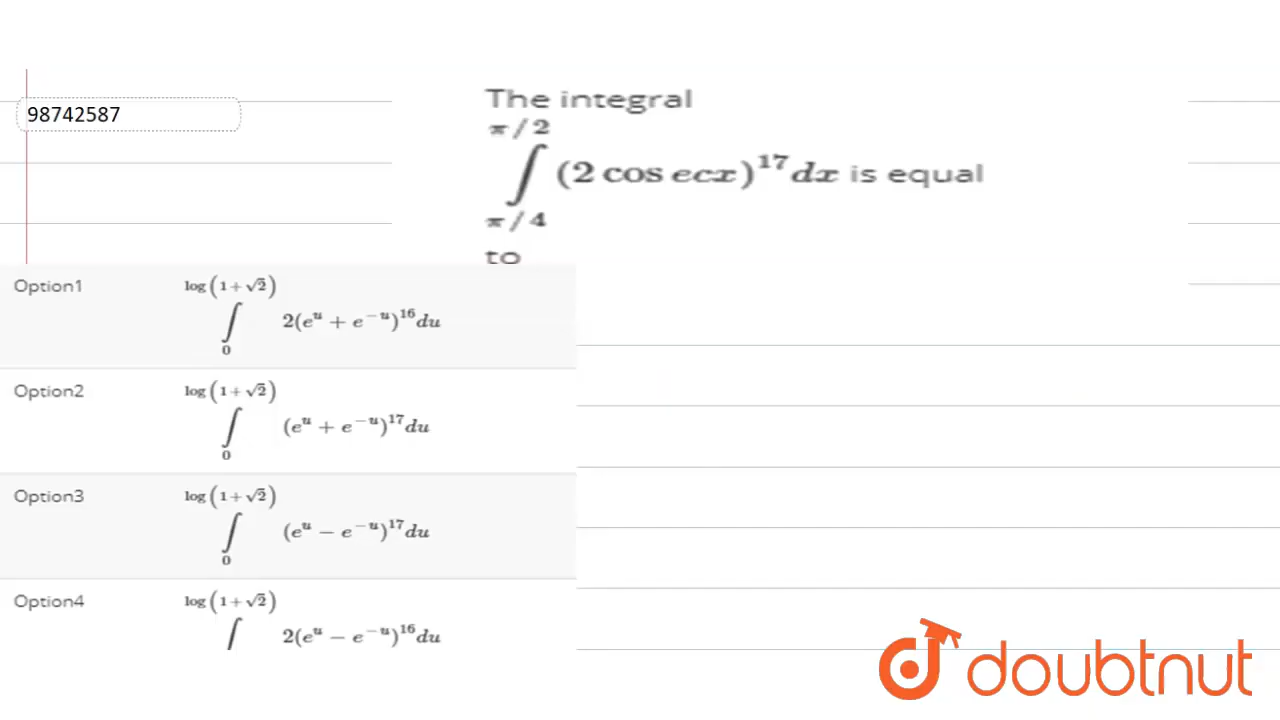 98742587
The integral
π/2
∫ (2 cos ecx)^17 dx is equal
π/4
to
Option1 log(1+√2)
∫ 2(e^u + e^−u)^16 du
0
Option2 log(1+√2)
∫ (e^u + e^−u)^17 du
0
Option3 log(1+√2)
∫ (e^u − e^−u)^17 du
0
Option4 log(1+√2)
∫ 2(e^u − e^−u)^16 du
doubtnut